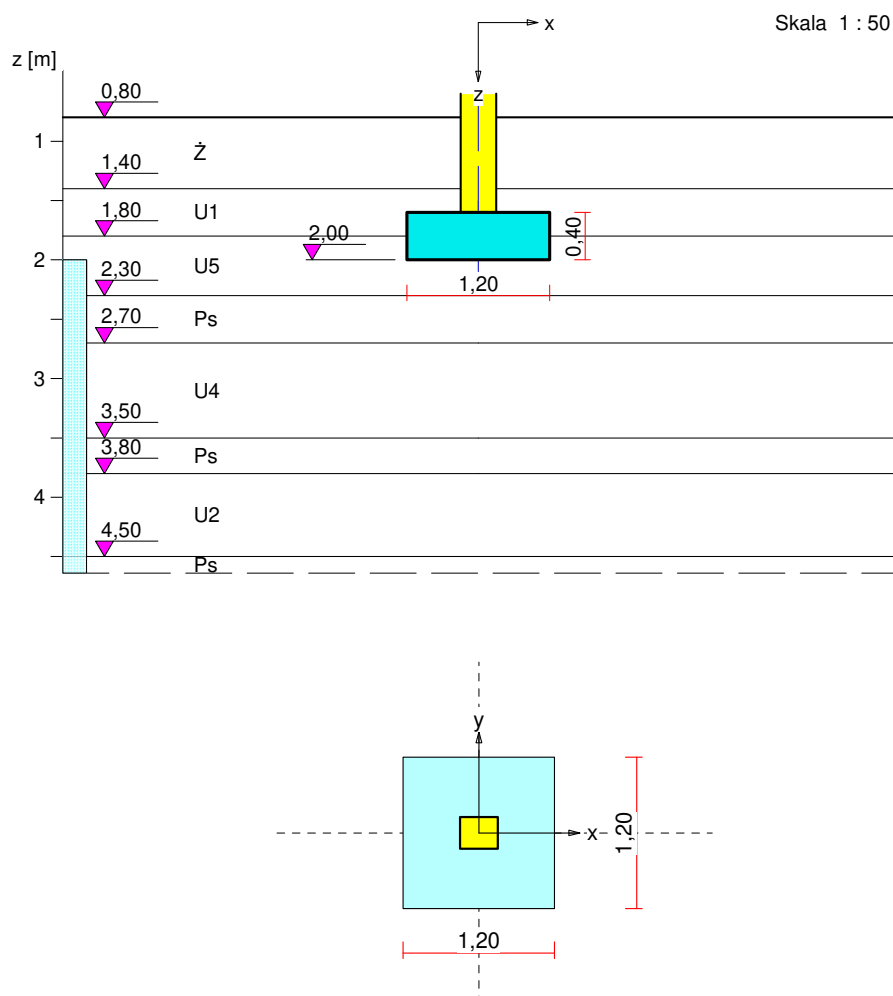 x
Skala 1 : 50
z [m]
0,80
z
1
Ż
1,40
1,80
U1
2,00
0,40
2
U5
2,30
1,20
2,70
Ps
3
U4
3,50
3,80
Ps
4
U2
4,50
Ps
y
x
1,20
1,20